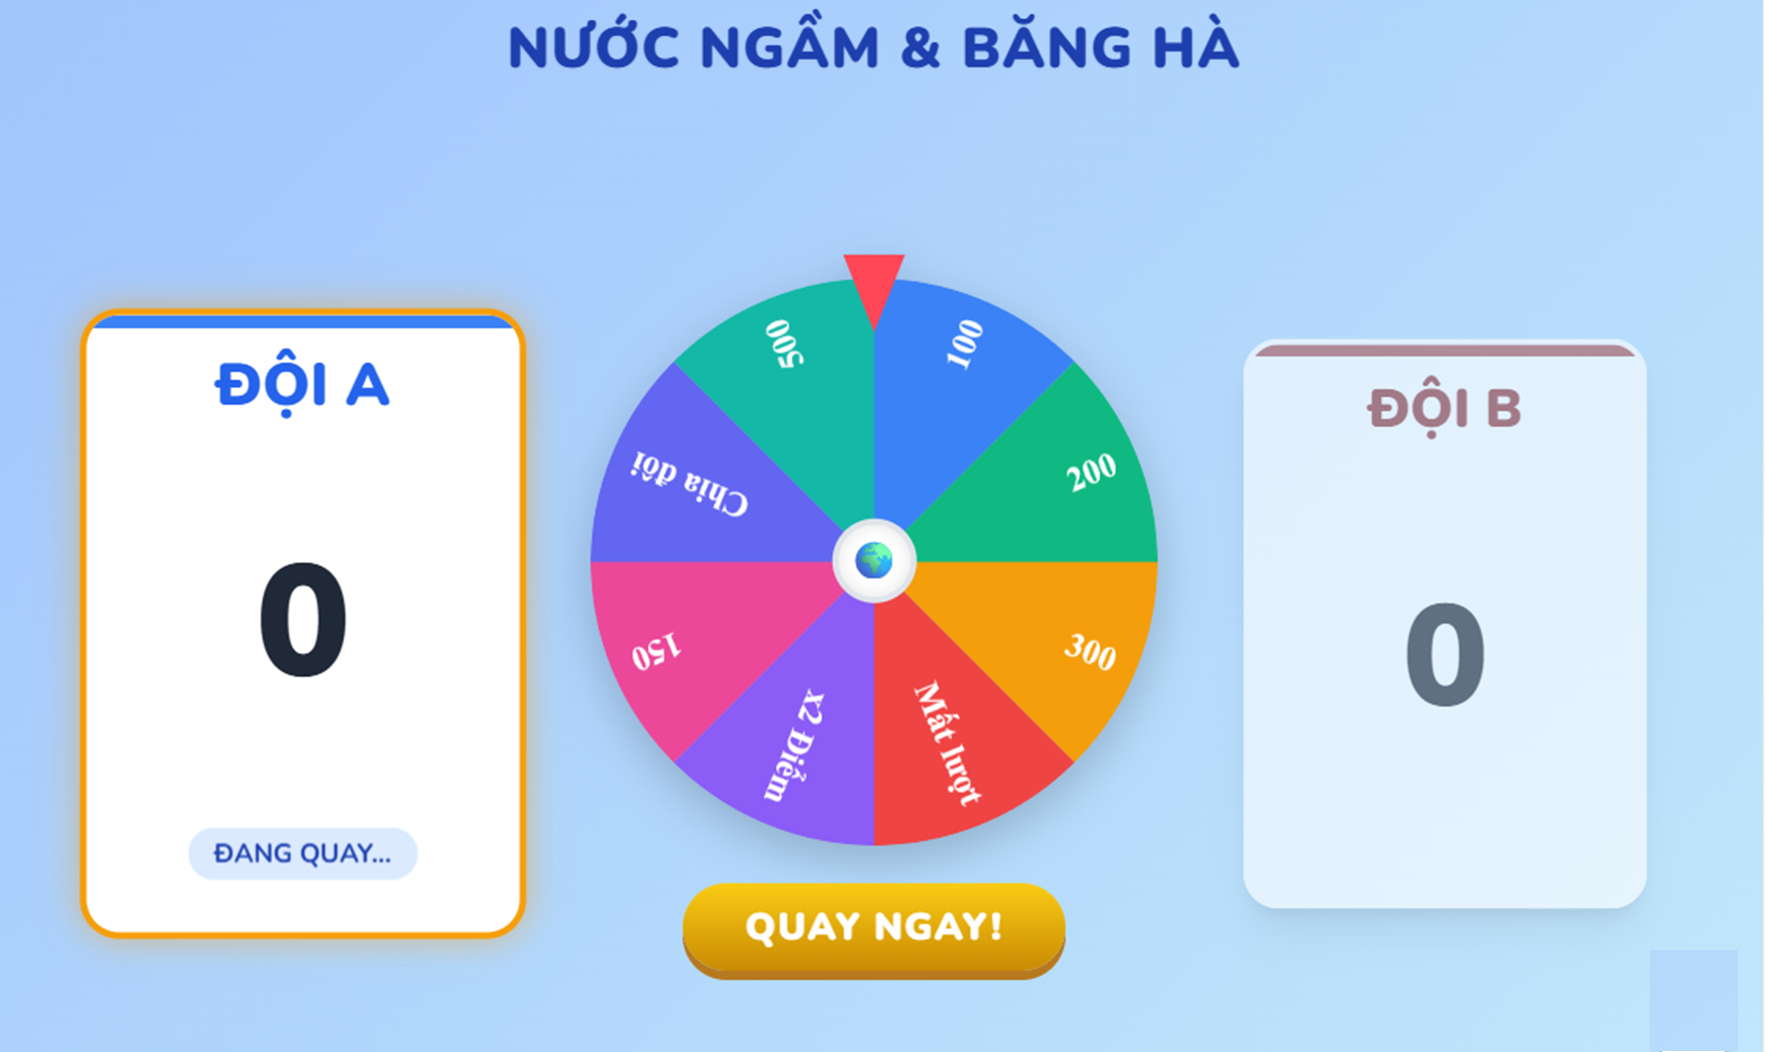 NƯỚC NGẦM & BĂNG HÀ
ĐỘI A
0
ĐANG QUAY...
100
200
300
Mất lượt
x2 Điểm
150
Chia đôi
500
QUAY NGAY!
ĐỘI B
0